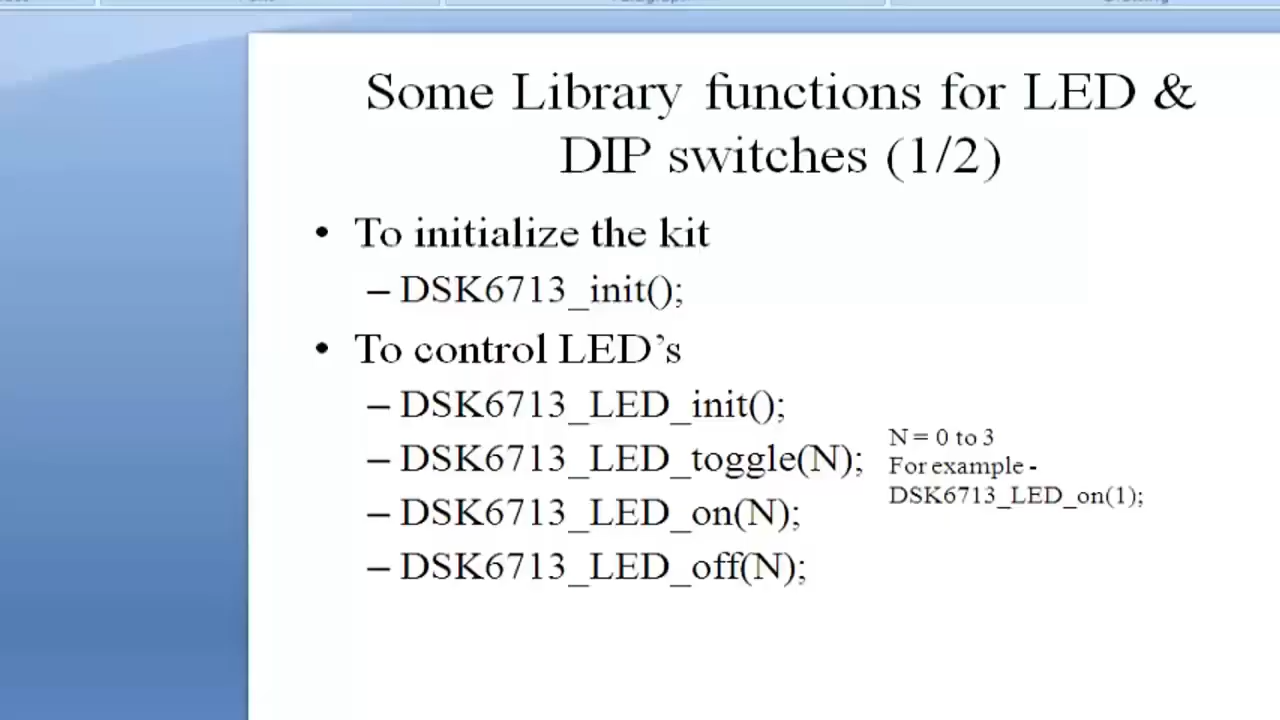 Some Library functions for LED &
DIP switches (1/2)
• To initialize the kit
– DSK6713_init();
• To control LED’s
– DSK6713_LED_init();
– DSK6713_LED_toggle(N);
– DSK6713_LED_on(N);
– DSK6713_LED_off(N);
N = 0 to 3
For example -
DSK6713_LED_on(1);